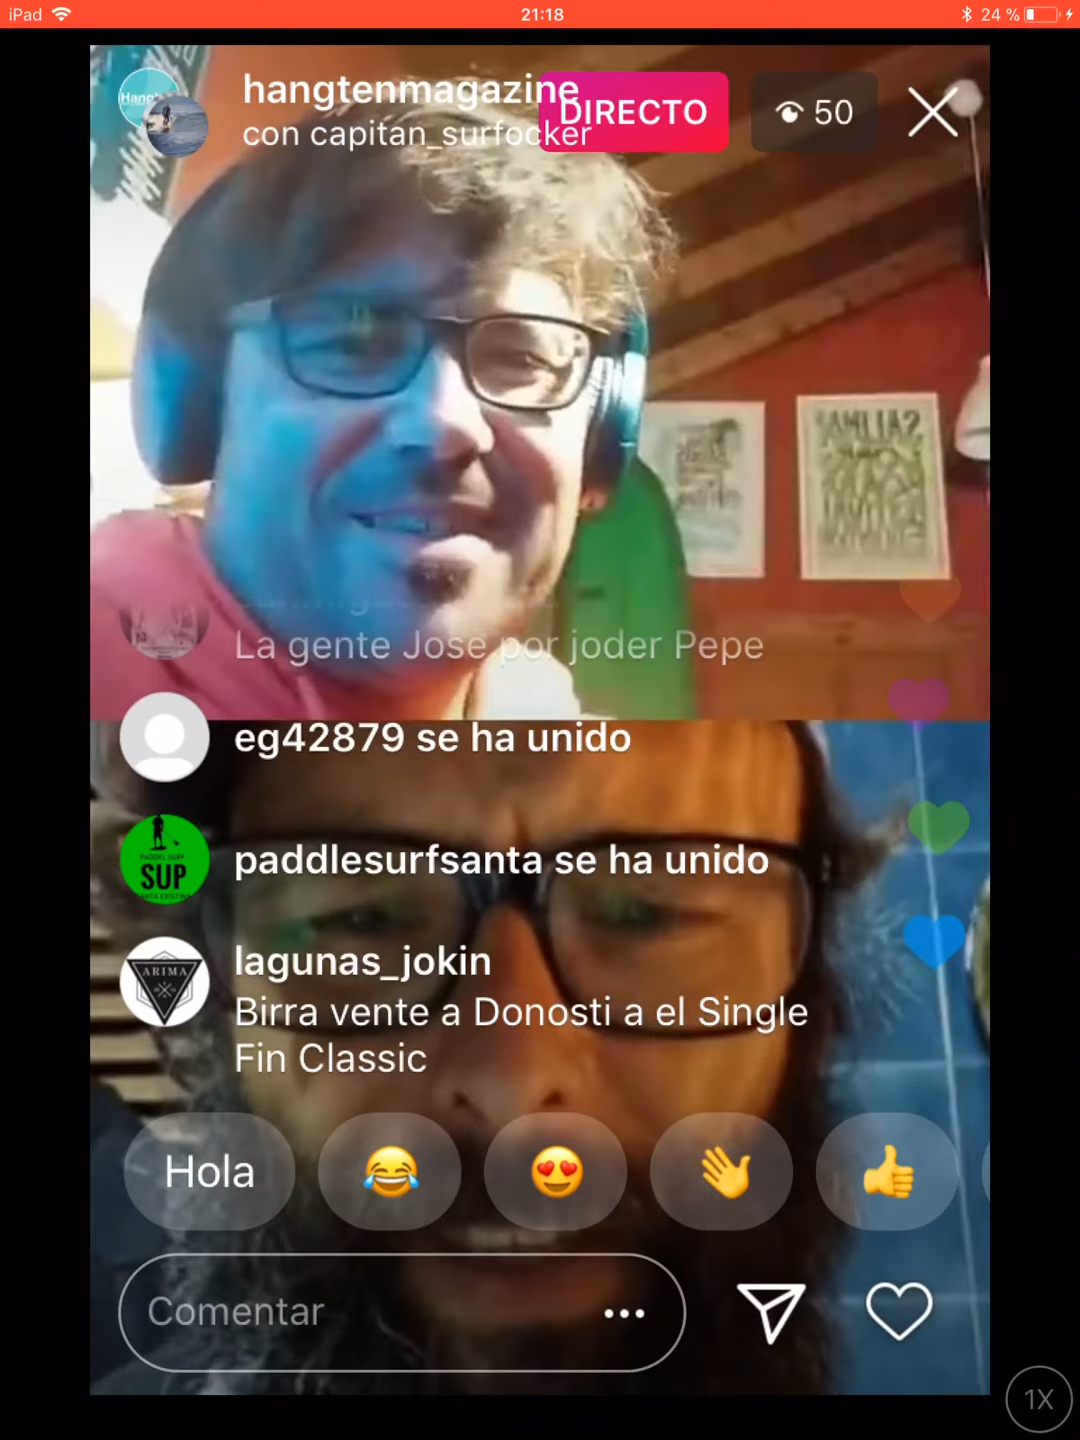 iPad
21:18
24 %
hangtenmagazine
DIRECTO
50
con capitan_surfocker
La gente Jose por joder Pepe
eg42879 se ha unido
paddlesurfsanta se ha unido
SUP
lagunas_jokin
ARIMA
Birra vente a Donosti a el Single
Fin Classic
Hola
Comentar
1X